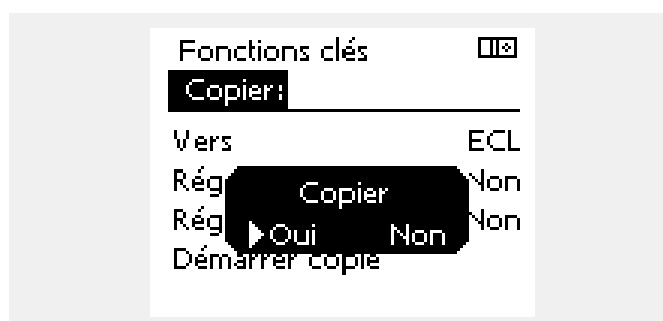 Fonctions clés
Copier:
Vers ECL
Rég Non
Copier
Rég Non
Oui Non
Démarrer copie